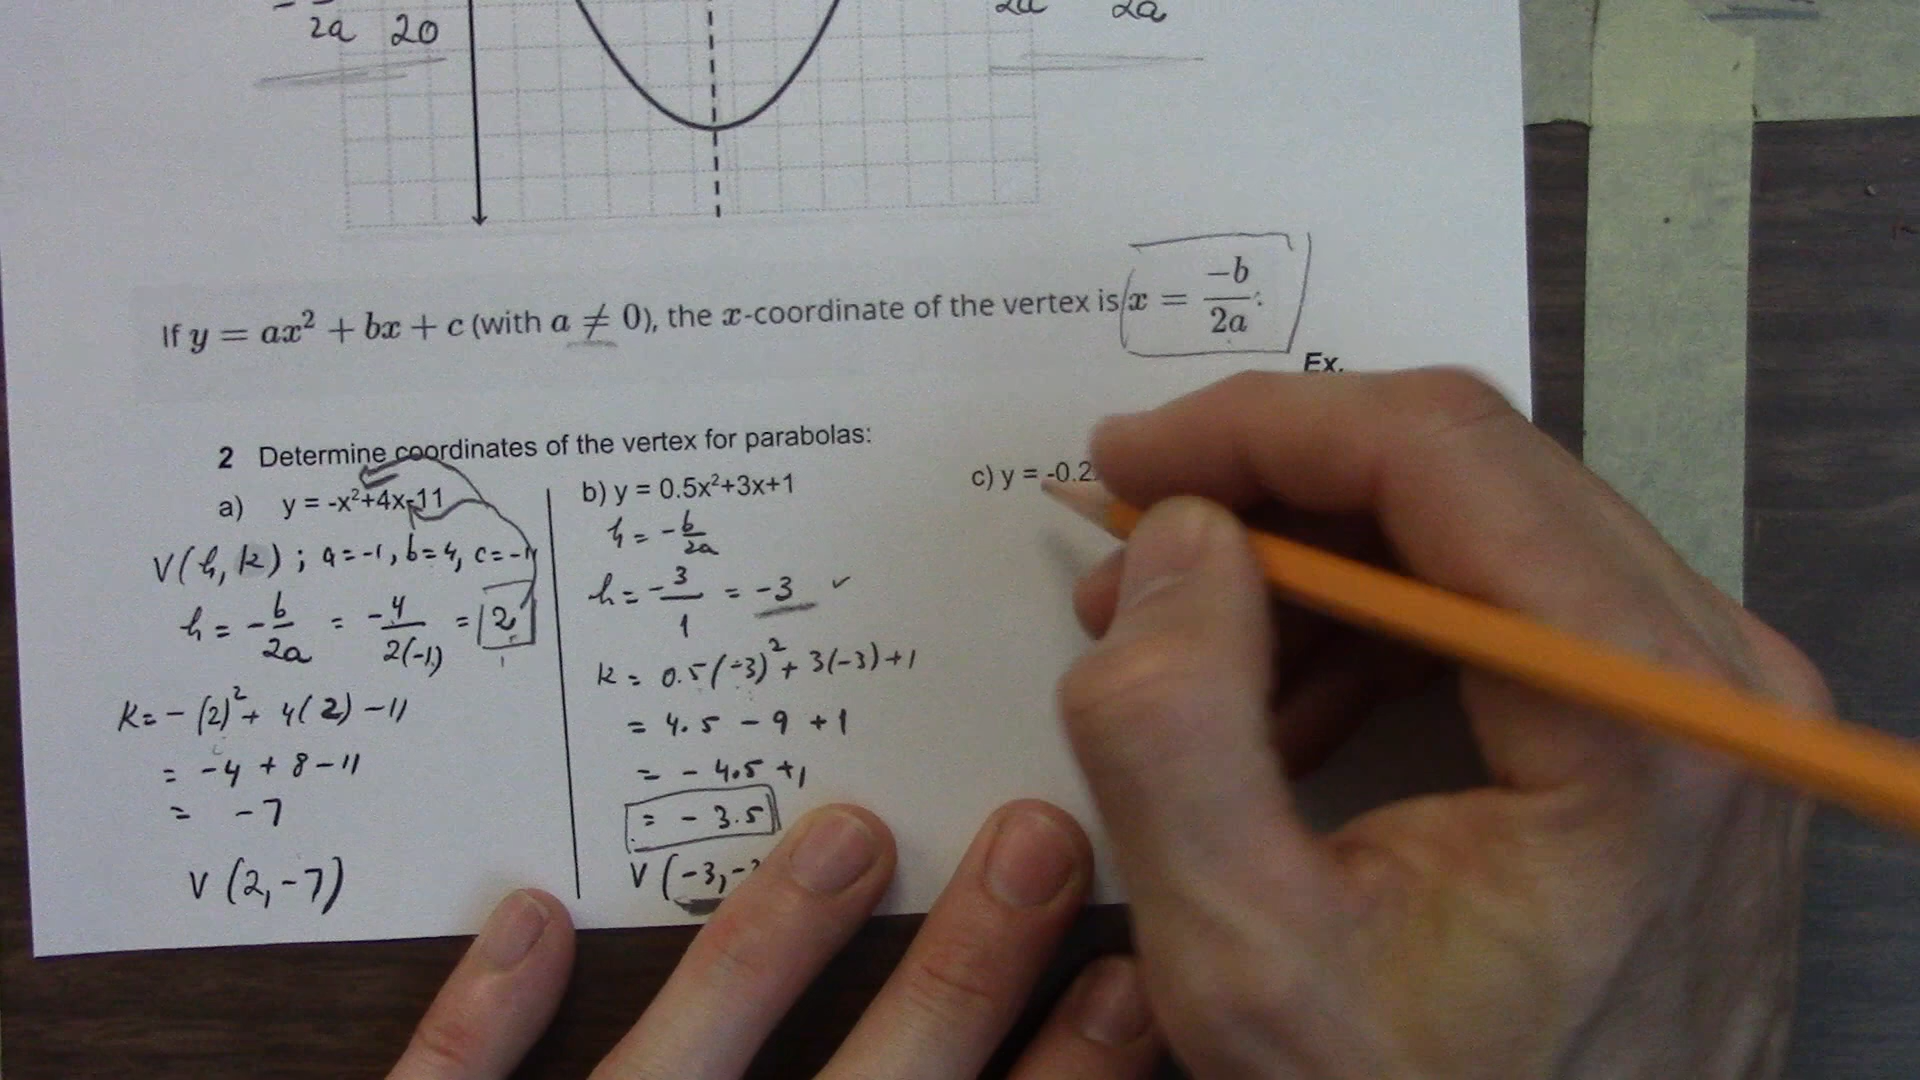 2a 20
2a 2a
If y = ax² + bx + c (with a ≠ 0), the x-coordinate of the vertex is x = -b/2a.
Ex.
2 Determine coordinates of the vertex for parabolas:
a) y = -x²+4x-11
V(h, k) ; a=-1, b=4, c=-11
h = -b/2a = -4/2(-1) = 2
k = -(2)² + 4(2) - 11
= -4 + 8 - 11
= -7
V (2, -7)
b) y = 0.5x²+3x+1
h = -b/2a
h = -3/1 = -3 ✓
k = 0.5(-3)² + 3(-3) + 1
= 4.5 - 9 + 1
= - 4.5 + 1
= - 3.5
V (-3, -3
c) y = -0.2